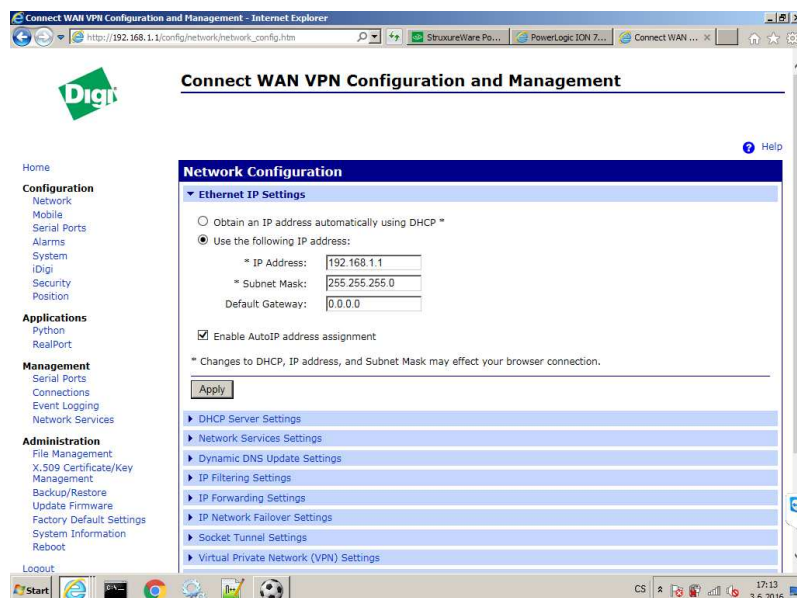 Connect WAN VPN Configuration and Management - Internet Explorer
http://192.168.1.1/config/network/network_config.htm
StruxureWare Po...
PowerLogic ION 7...
Connect WAN ...
Digi
Connect WAN VPN Configuration and Management
Help
Home
Configuration
Network
Mobile
Serial Ports
Alarms
System
iDigi
Security
Position
Applications
Python
RealPort
Management
Serial Ports
Connections
Event Logging
Network Services
Administration
File Management
X.509 Certificate/Key
Management
Backup/Restore
Update Firmware
Factory Default Settings
System Information
Reboot
Logout
Network Configuration
Ethernet IP Settings
Obtain an IP address automatically using DHCP *
Use the following IP address:
* IP Address: 192.168.1.1
* Subnet Mask: 255.255.255.0
Default Gateway: 0.0.0.0
Enable AutoIP address assignment
* Changes to DHCP, IP address, and Subnet Mask may effect your browser connection.
Apply
DHCP Server Settings
Network Services Settings
Dynamic DNS Update Settings
IP Filtering Settings
IP Forwarding Settings
IP Network Failover Settings
Socket Tunnel Settings
Virtual Private Network (VPN) Settings
Start
CS
17:13
3.6.2016